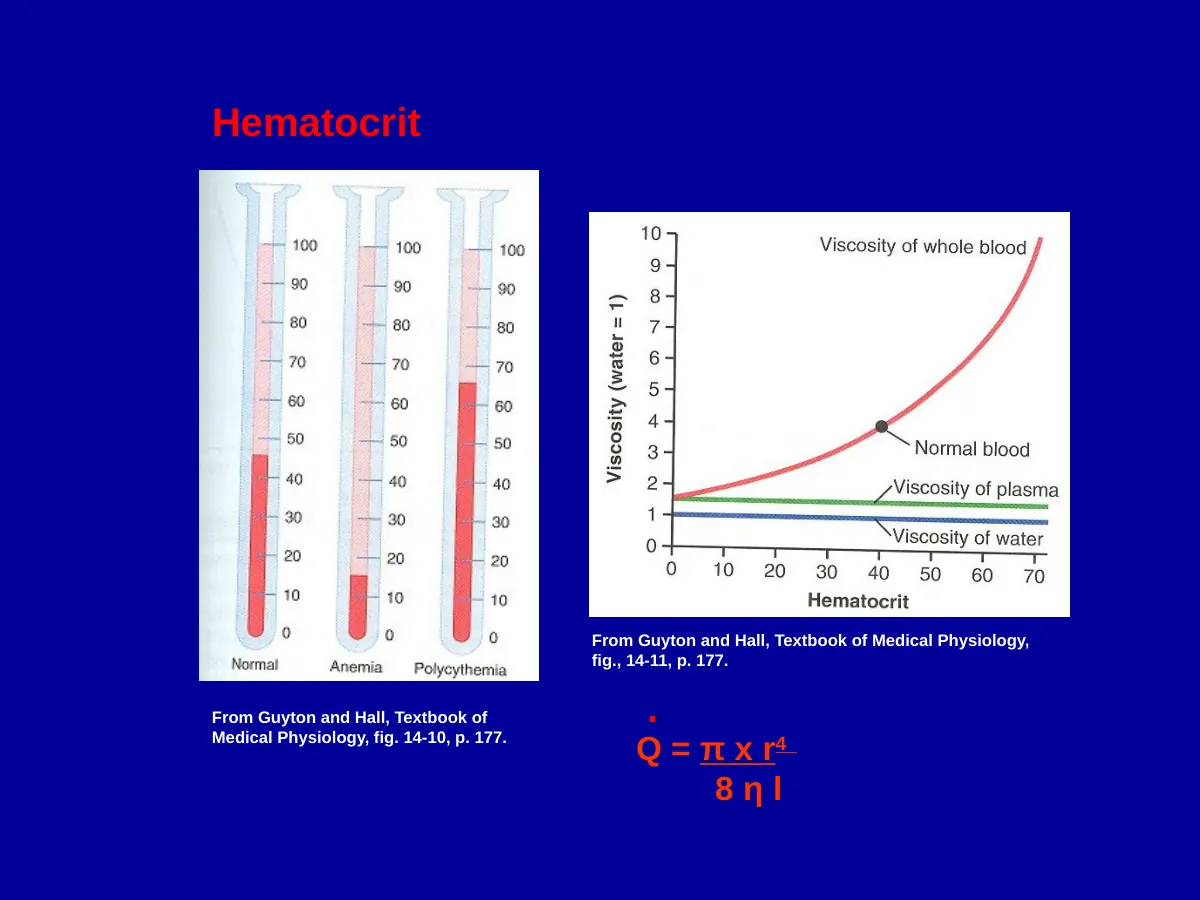 Hematocrit
100
90
80
70
60
50
40
30
20
10
0
Normal
100
90
80
70
60
50
40
30
20
10
0
Anemia
100
90
80
70
60
50
40
30
20
10
0
Polycythemia
From Guyton and Hall, Textbook of
Medical Physiology, fig. 14-10, p. 177.
Viscosity (water = 1)
10
9
8
7
6
5
4
3
2
1
0
Viscosity of whole blood
Normal blood
Viscosity of plasma
Viscosity of water
0 10 20 30 40 50 60 70
Hematocrit
From Guyton and Hall, Textbook of Medical Physiology,
fig., 14-11, p. 177.
Q̇ = π x r⁴
8 η l